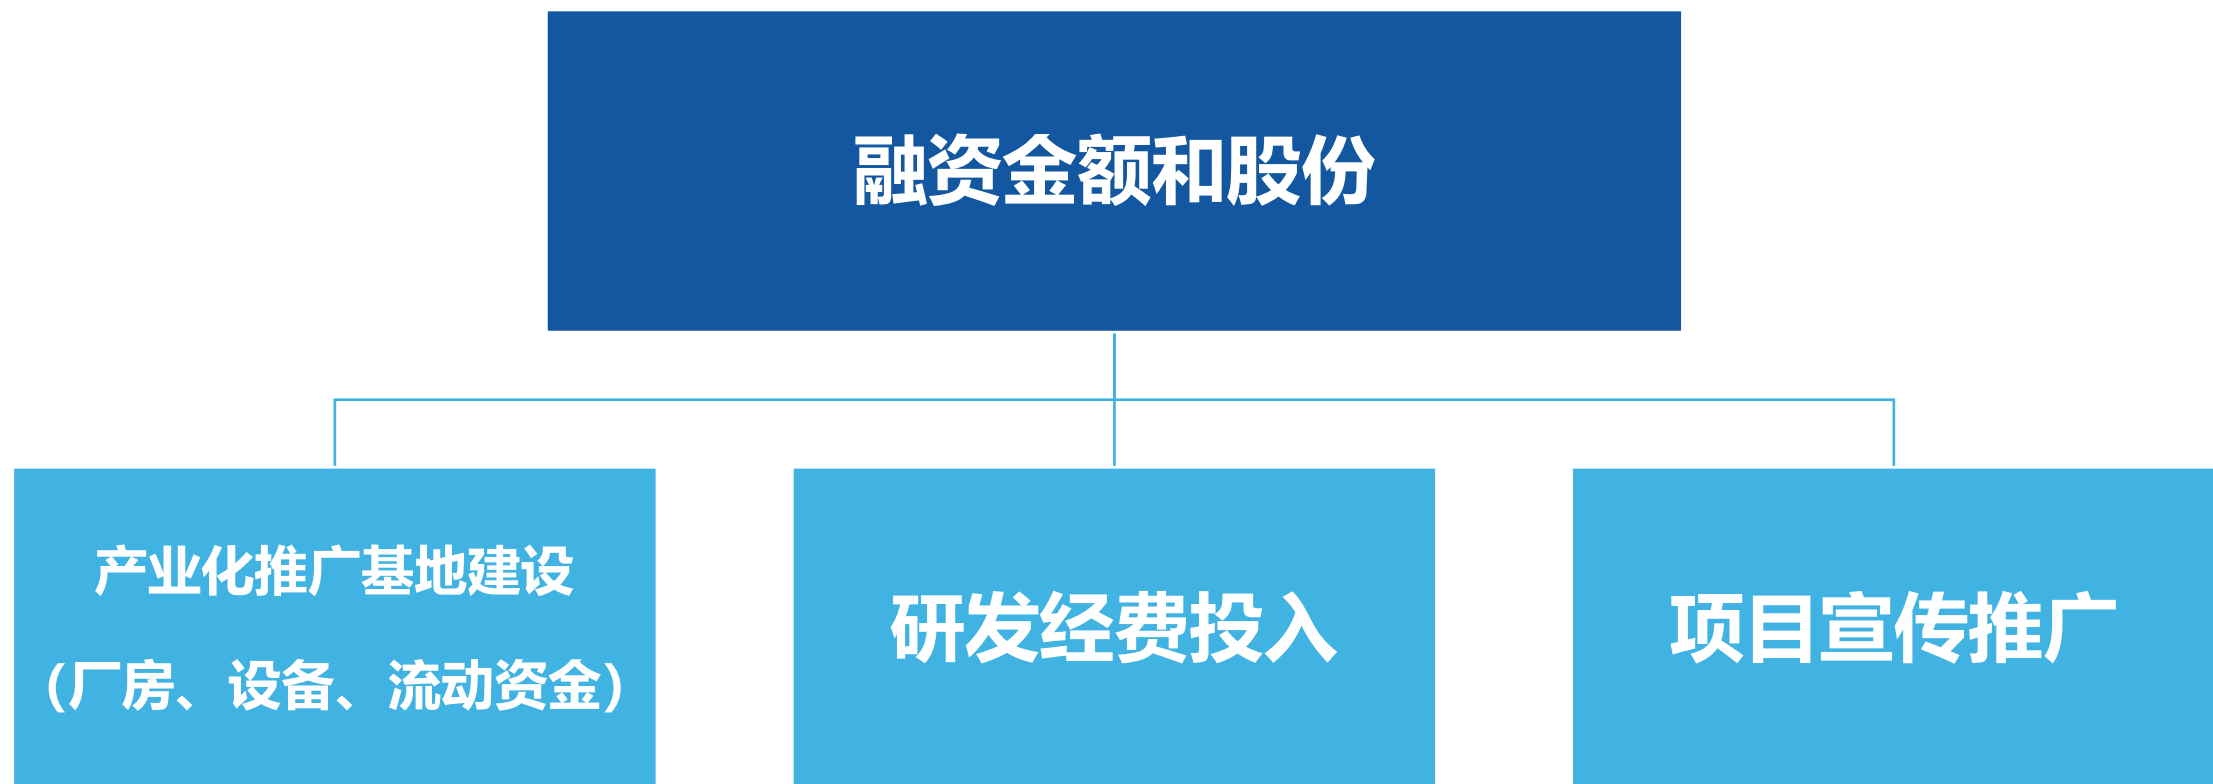 融资金额和股份
产业化推广基地建设
(厂房、设备、流动资金)
研发经费投入
项目宣传推广